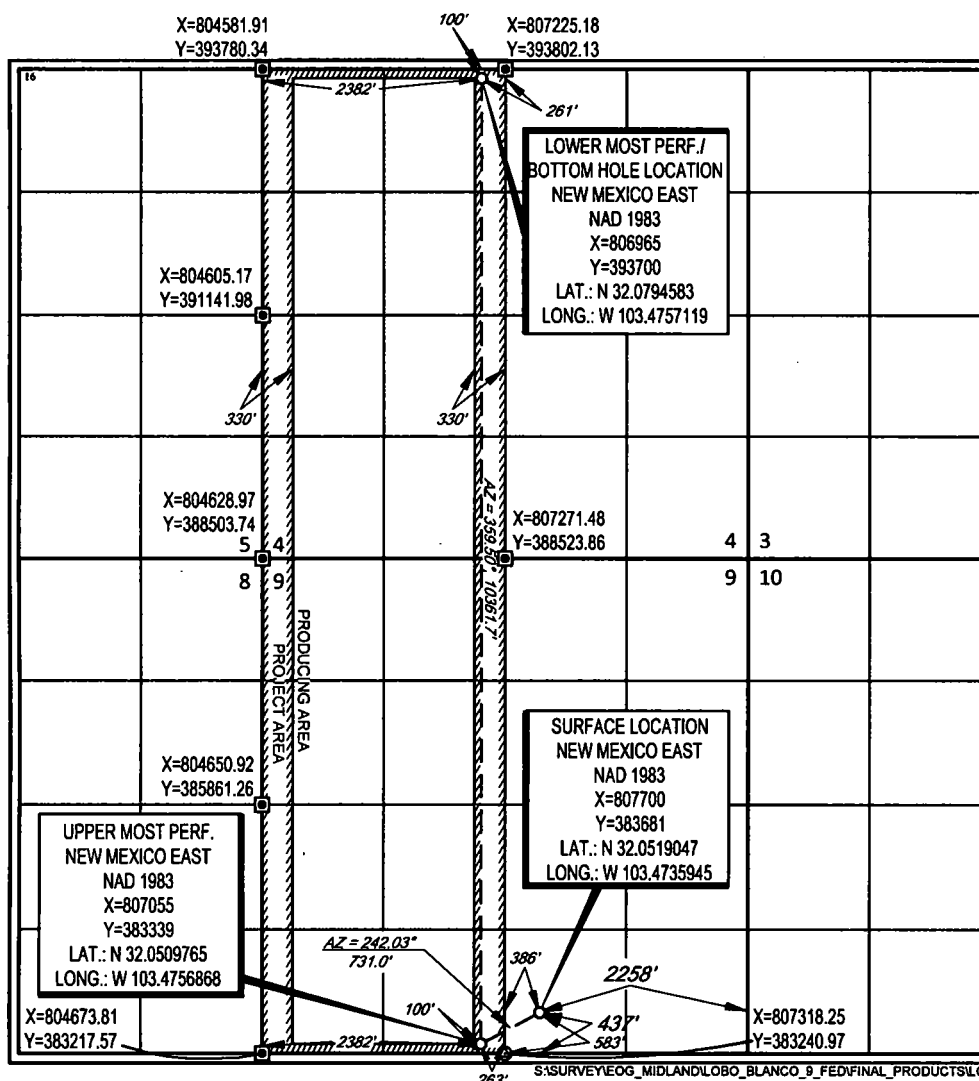 X=804581.91
Y=393780.34
100'
X=807225.18
Y=393802.13
16
2382'
261'
LOWER MOST PERF./
BOTTOM HOLE LOCATION
NEW MEXICO EAST
NAD 1983
X=806965
Y=393700
LAT.: N 32.0794583
LONG.: W 103.4757119
X=804605.17
Y=391141.98
330'
330'
AZ = 359.50° 10361.7'
X=804628.97
Y=388503.74
X=807271.48
Y=388523.86
5 4
8 9
4 3
9 10
PRODUCING AREA
PROJECT AREA
X=804650.92
Y=385861.26
SURFACE LOCATION
NEW MEXICO EAST
NAD 1983
X=807700
Y=383681
LAT.: N 32.0519047
LONG.: W 103.4735945
UPPER MOST PERF.
NEW MEXICO EAST
NAD 1983
X=807055
Y=383339
LAT.: N 32.0509765
LONG.: W 103.4756868
AZ = 242.03°
731.0'
386'
2258'
100'
437'
583'
X=804673.81
Y=383217.57
2382'
263'
X=807318.25
Y=383240.97
S:\SURVEY\EOG_MIDLAND\LOBO_BLANCO_9_FED\FINAL_PRODUCTS\LO